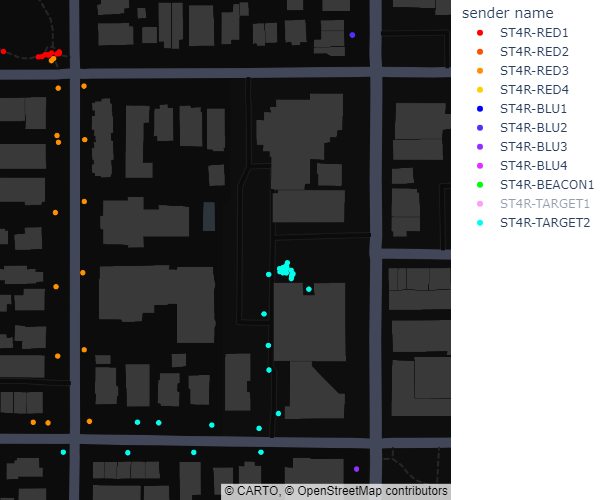 sender name
ST4R-RED1
ST4R-RED2
ST4R-RED3
ST4R-RED4
ST4R-BLU1
ST4R-BLU2
ST4R-BLU3
ST4R-BLU4
ST4R-BEACON1
ST4R-TARGET1
ST4R-TARGET2
© CARTO, © OpenStreetMap contributors